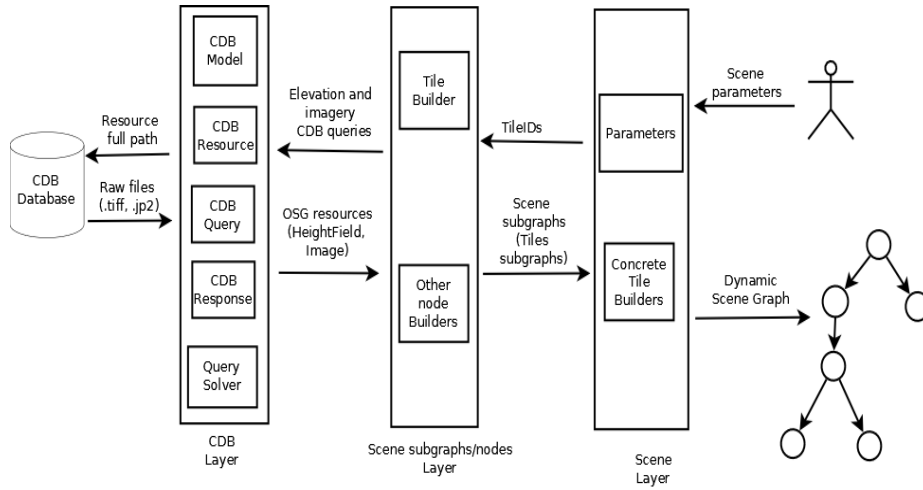 CDB
Model
Tile
Builder
Scene
parameters
Elevation and
imagery
CDB queries
Resource
full path
CDB
Resource
TileIDs
Parameters
CDB
Database
Raw files
(.tiff, .jp2)
CDB
Query
OSG resources
(HeightField,
Image)
Scene
subgraphs
(Tiles
subgraphs)
CDB
Response
Other
node
Builders
Concrete
Tile
Builders
Dynamic
Scene Graph
Query
Solver
CDB
Layer
Scene subgraphs/nodes
Layer
Scene
Layer